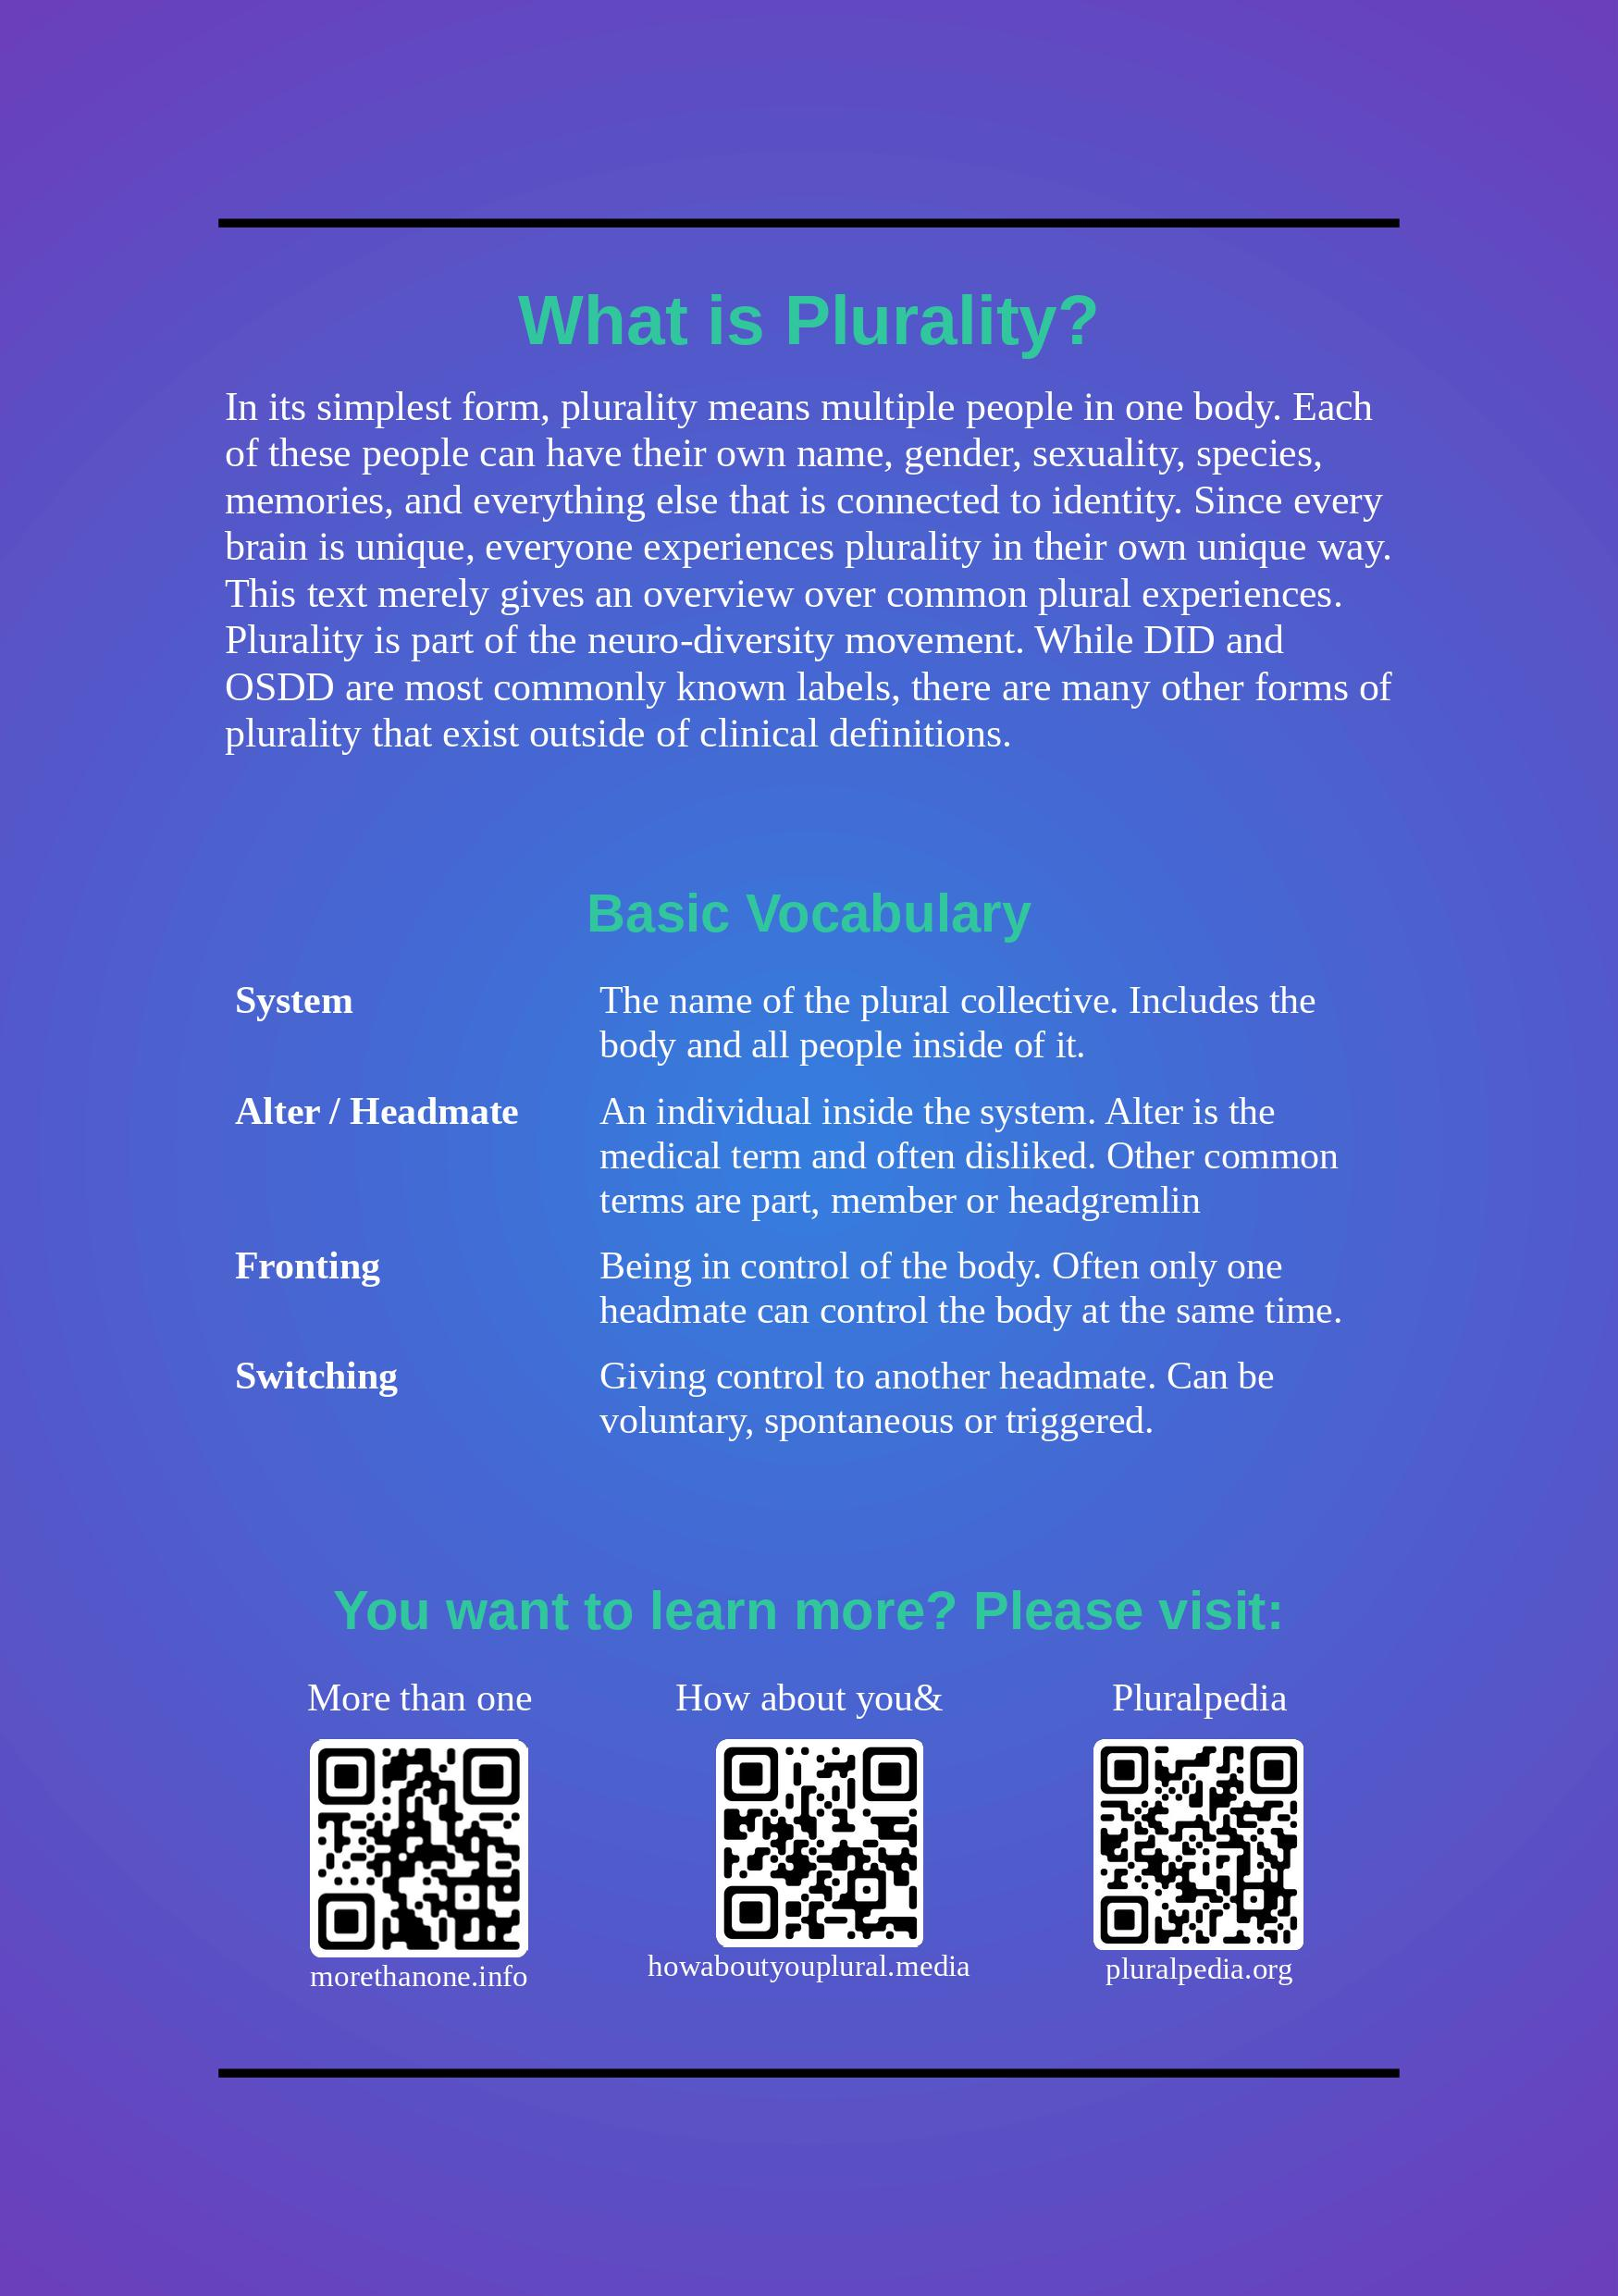 What is Plurality?
In its simplest form, plurality means multiple people in one body. Each
of these people can have their own name, gender, sexuality, species,
memories, and everything else that is connected to identity. Since every
brain is unique, everyone experiences plurality in their own unique way.
This text merely gives an overview over common plural experiences.
Plurality is part of the neuro-diversity movement. While DID and
OSDD are most commonly known labels, there are many other forms of
plurality that exist outside of clinical definitions.
Basic Vocabulary
System
The name of the plural collective. Includes the
body and all people inside of it.
Alter / Headmate
An individual inside the system. Alter is the
medical term and often disliked. Other common
terms are part, member or headgremlin
Fronting
Being in control of the body. Often only one
headmate can control the body at the same time.
Switching
Giving control to another headmate. Can be
voluntary, spontaneous or triggered.
You want to learn more? Please visit:
More than one
morethanone.info
How about you&
howaboutyouplural.media
Pluralpedia
pluralpedia.org